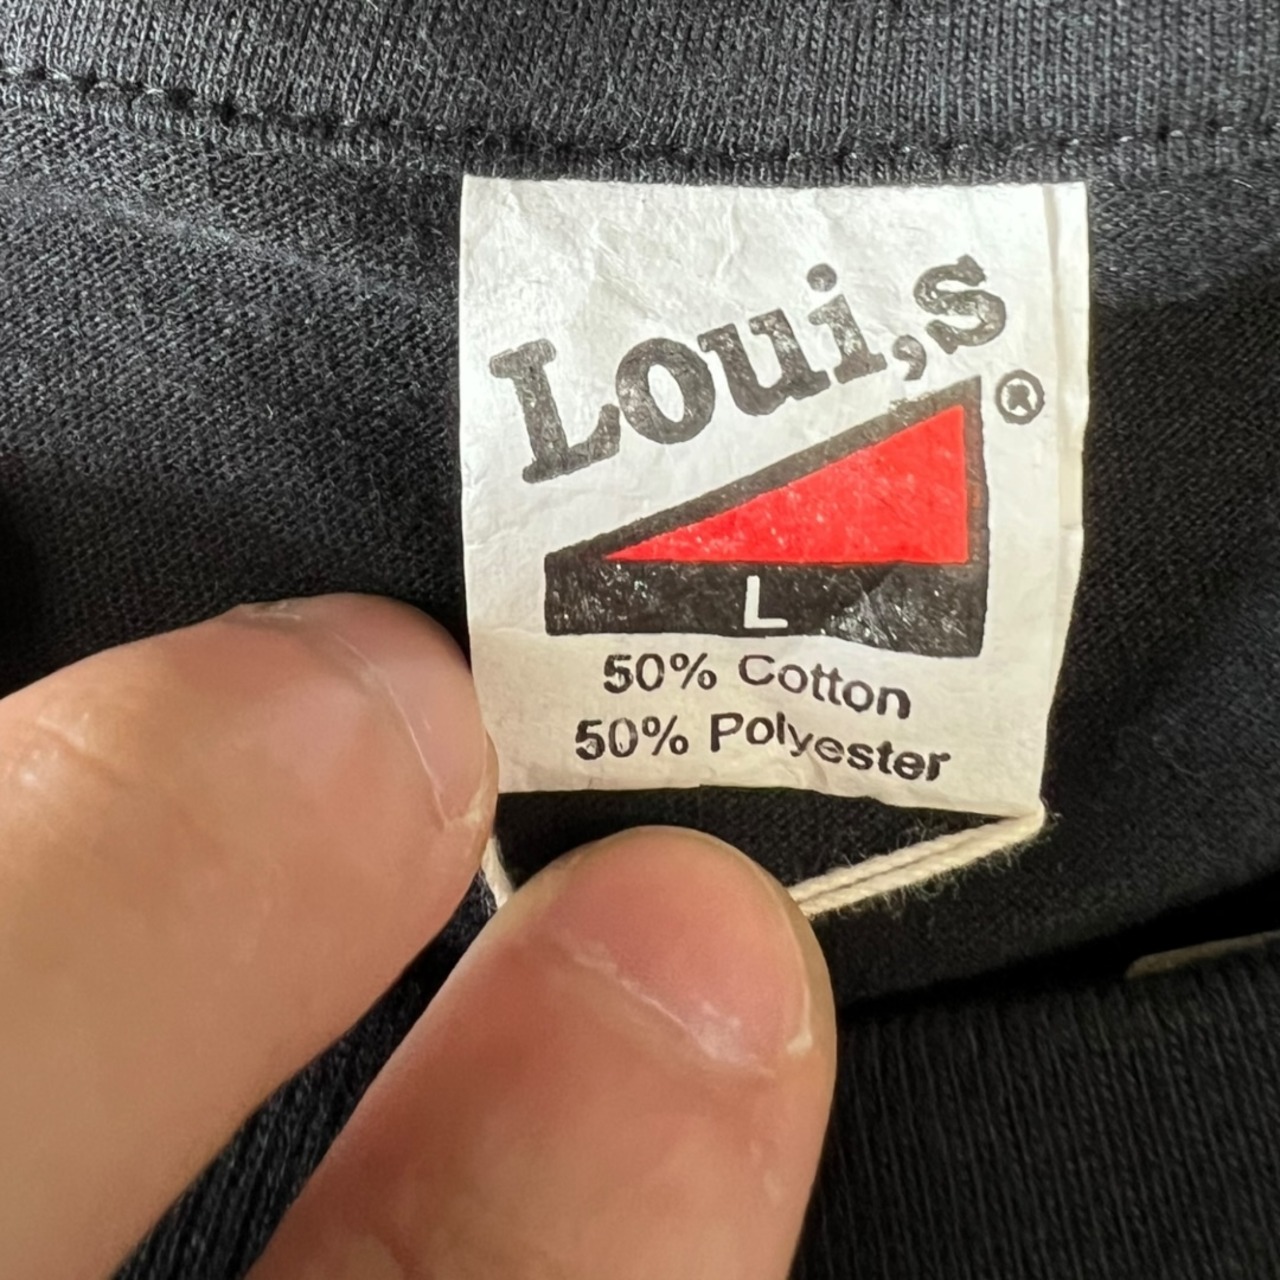 Loui,s
®
L
50% Cotton
50% Polyester